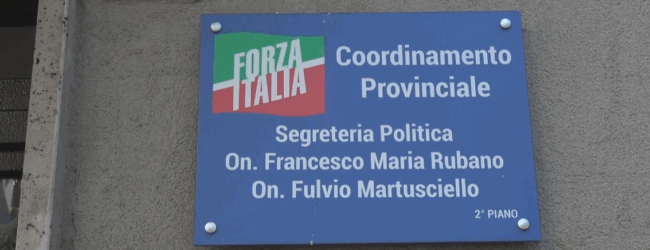 FORZA
ITALIA
Coordinamento
Provinciale
Segreteria Politica
On. Francesco Maria Rubano
On. Fulvio Martusciello
2° PIANO